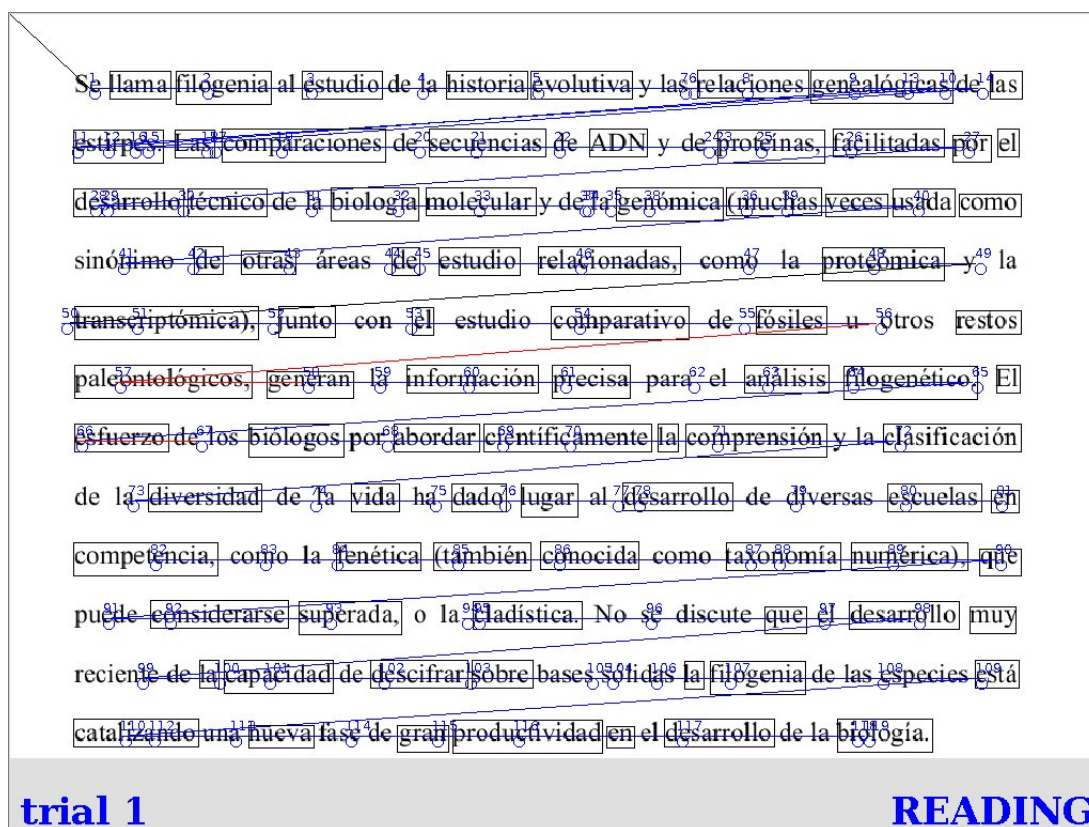 Se llama filogenia al estudio de la historia evolutiva y las relaciones genealógicas de las
estirpes. Las comparaciones de secuencias de ADN y de proteínas, facilitadas por el
desarrollo técnico de la biología molecular y de la genómica (muchas veces usada como
sinónimo de otras áreas de estudio relacionadas, como la proteómica y la
transcriptómica), junto con el estudio comparativo de fósiles u otros restos
paleontológicos, generan la información precisa para el análisis filogenético. El
esfuerzo de los biólogos por abordar científicamente la comprensión y la clasificación
de la diversidad de la vida ha dado lugar al desarrollo de diversas escuelas en
competencia, como la fenética (también conocida como taxonomía numérica), que
puede considerarse superada, o la cladística. No se discute que el desarrollo muy
reciente de la capacidad de descifrar sobre bases sólidas la filogenia de las especies está
catalizando una nueva fase de gran productividad en el desarrollo de la biología.
trial 1 READING